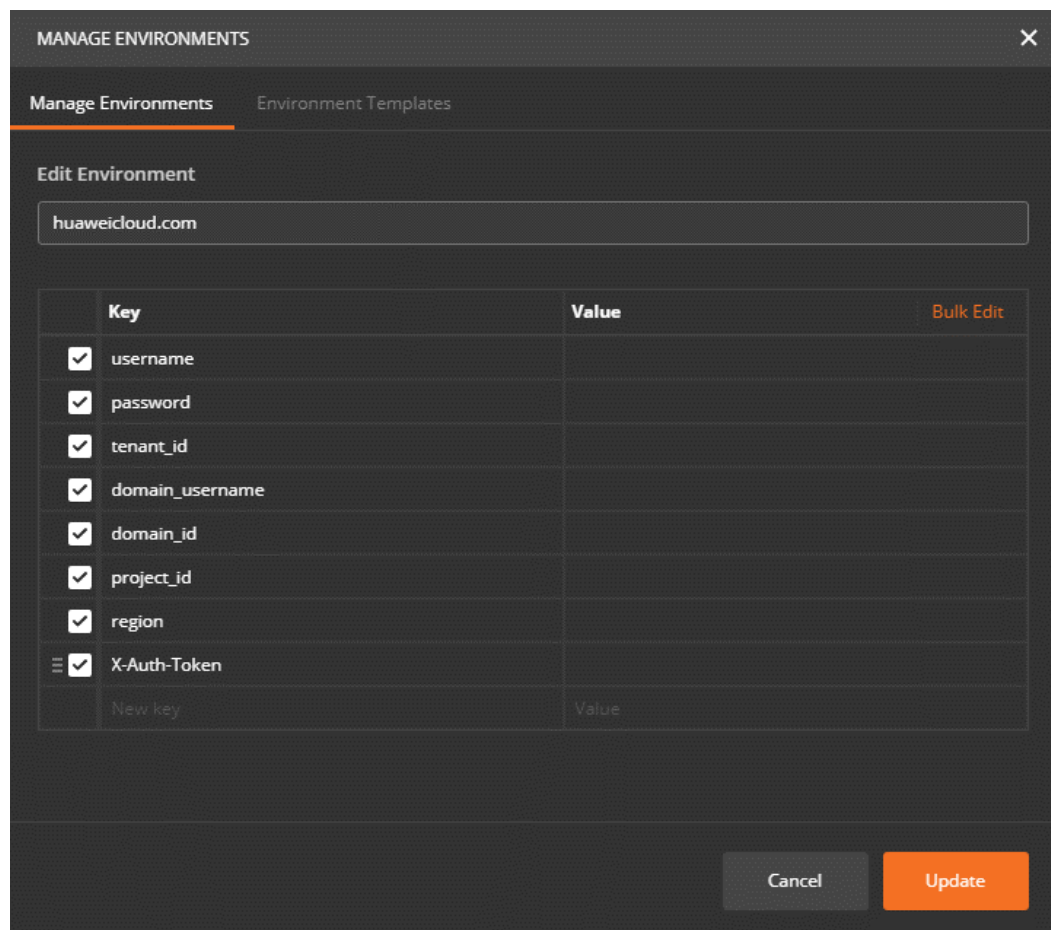 MANAGE ENVIRONMENTS
Manage Environments Environment Templates
Edit Environment
huaweicloud.com
Key Value Bulk Edit
username
password
tenant_id
domain_username
domain_id
project_id
region
X-Auth-Token
New key Value
Cancel Update